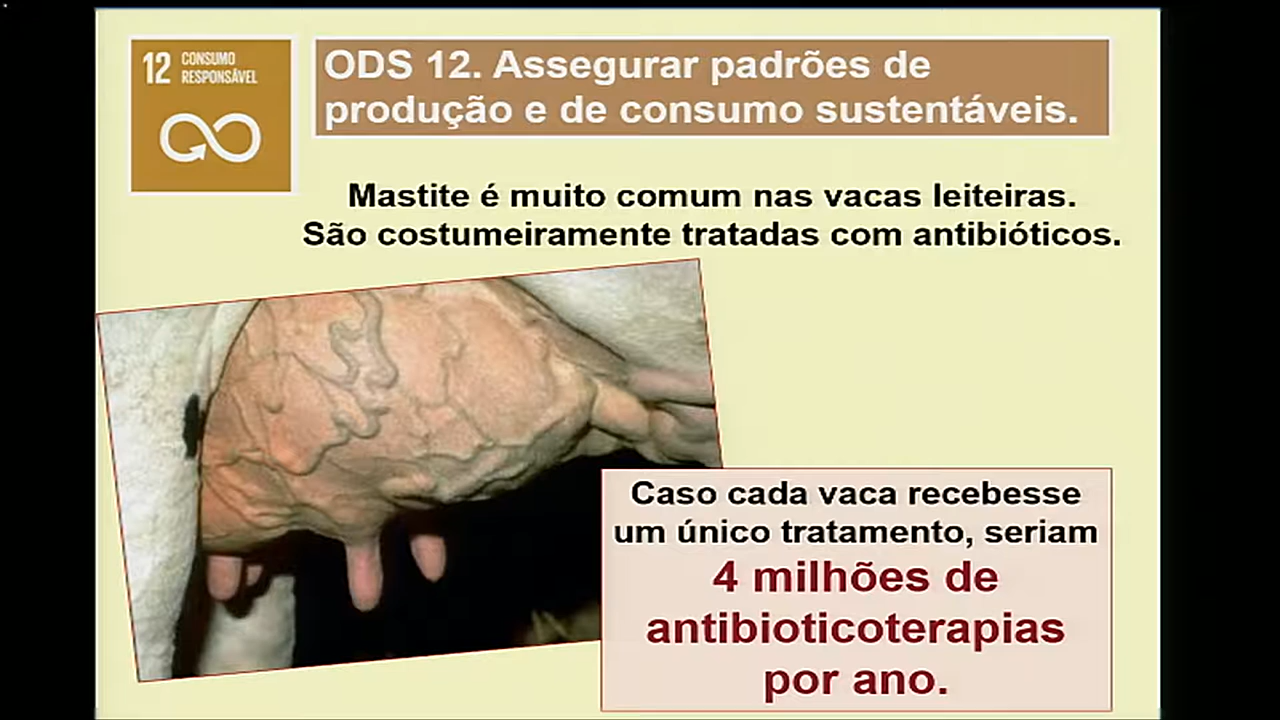 12 CONSUMO
RESPONSÁVEL
ODS 12. Assegurar padrões de
produção e de consumo sustentáveis.
Mastite é muito comum nas vacas leiteiras.
São costumeiramente tratadas com antibióticos.
Caso cada vaca recebesse
um único tratamento, seriam
4 milhões de
antibioticoterapias
por ano.